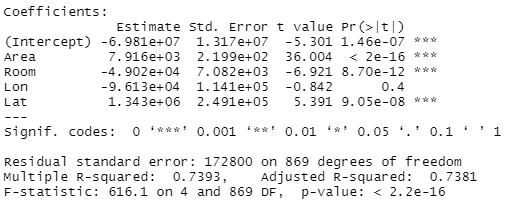 Coefficients:
              Estimate Std. Error t value Pr(>|t|)
(Intercept) -6.981e+07  1.317e+07  -5.301 1.46e-07 ***
Area         7.916e+03  2.199e+02  36.004  < 2e-16 ***
Room        -4.902e+04  7.082e+03  -6.921 8.70e-12 ***
Lon         -9.613e+04  1.141e+05  -0.842      0.4
Lat          1.343e+06  2.491e+05   5.391 9.05e-08 ***
---
Signif. codes:  0 ‘***’ 0.001 ‘**’ 0.01 ‘*’ 0.05 ‘.’ 0.1 ‘ ’ 1
Residual standard error: 172800 on 869 degrees of freedom
Multiple R-squared:  0.7393,	Adjusted R-squared:  0.7381
F-statistic: 616.1 on 4 and 869 DF,  p-value: < 2.2e-16